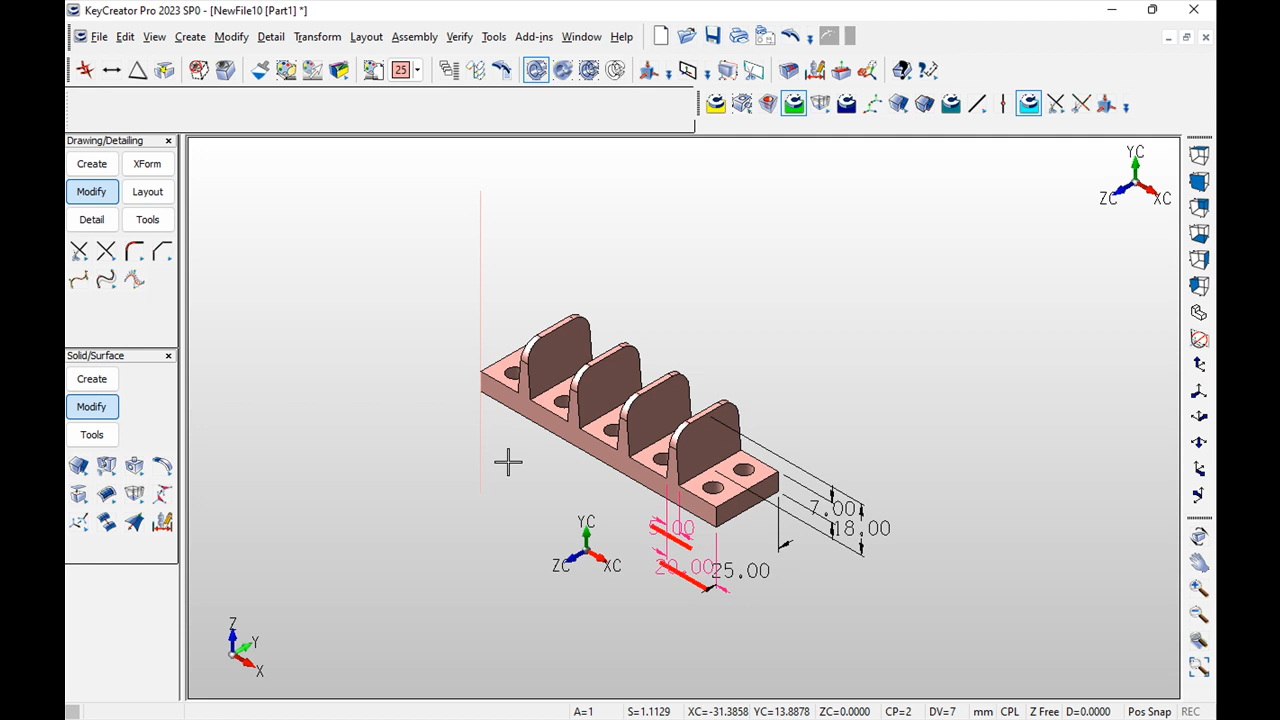 KeyCreator Pro 2023 SP0 - [NewFile10 [Part1] *]
File Edit View Create Modify Detail Transform Layout Assembly Verify Tools Add-ins Window Help
25
Drawing/Detailing
Create XForm
Modify Layout
Detail Tools
Solid/Surface
Create
Modify
Tools
YC
ZC XC
7.00
18.00
5.00
20.00
25.00
YC
ZC XC
Z
Y
X
A=1 S=1.1129 XC=-31.3858 YC=13.8878 ZC=0.0000 CP=2 DV=7 mm CPL Z Free D=0.0000 Pos Snap REC